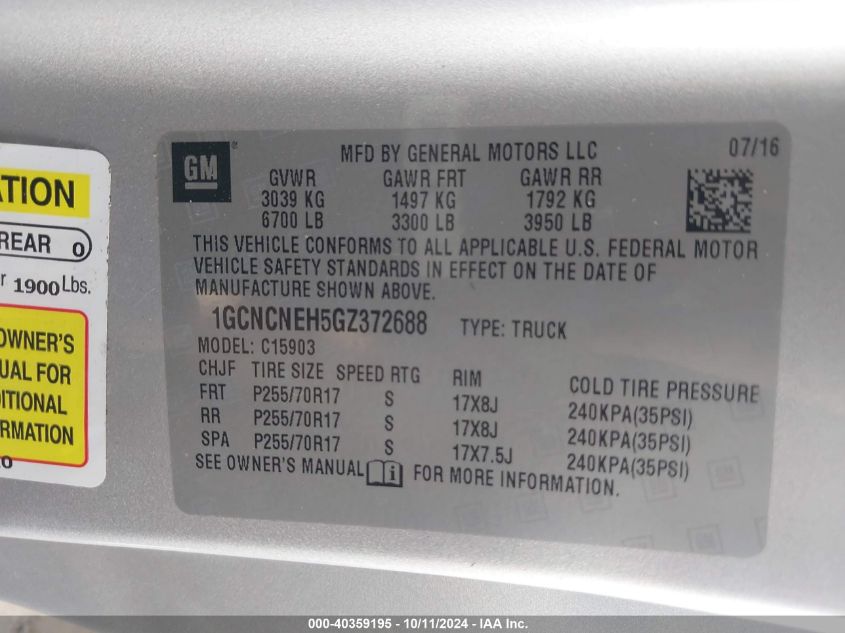 ATION
REAR 0
1900 Lbs.
OWNER'S
UAL FOR
DITIONAL
RMATION
GM
MFD BY GENERAL MOTORS LLC
07/16
GVWR GAWR FRT GAWR RR
3039 KG 1497 KG 1792 KG
6700 LB 3300 LB 3950 LB
THIS VEHICLE CONFORMS TO ALL APPLICABLE U.S. FEDERAL MOTOR
VEHICLE SAFETY STANDARDS IN EFFECT ON THE DATE OF
MANUFACTURE SHOWN ABOVE.
1GCNCNEH5GZ372688 TYPE: TRUCK
MODEL: C15903
CHJF TIRE SIZE SPEED RTG RIM COLD TIRE PRESSURE
FRT P255/70R17 S 17X8J 240KPA(35PSI)
RR P255/70R17 S 17X8J 240KPA(35PSI)
SPA P255/70R17 S 17X7.5J 240KPA(35PSI)
SEE OWNER'S MANUAL i FOR MORE INFORMATION.
000-40359195 - 10/11/2024 - IAA Inc.